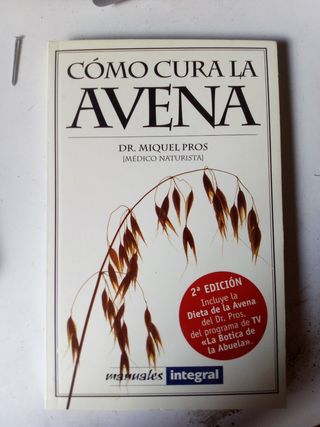 CÓMO CURA LA
AVENA
DR. MIQUEL PROS
[MÉDICO NATURISTA]
2ª EDICIÓN
Incluye la
Dieta de la Avena
del Dr. Pros,
del programa de TV
«La Botica de
la Abuela».
manuales integral